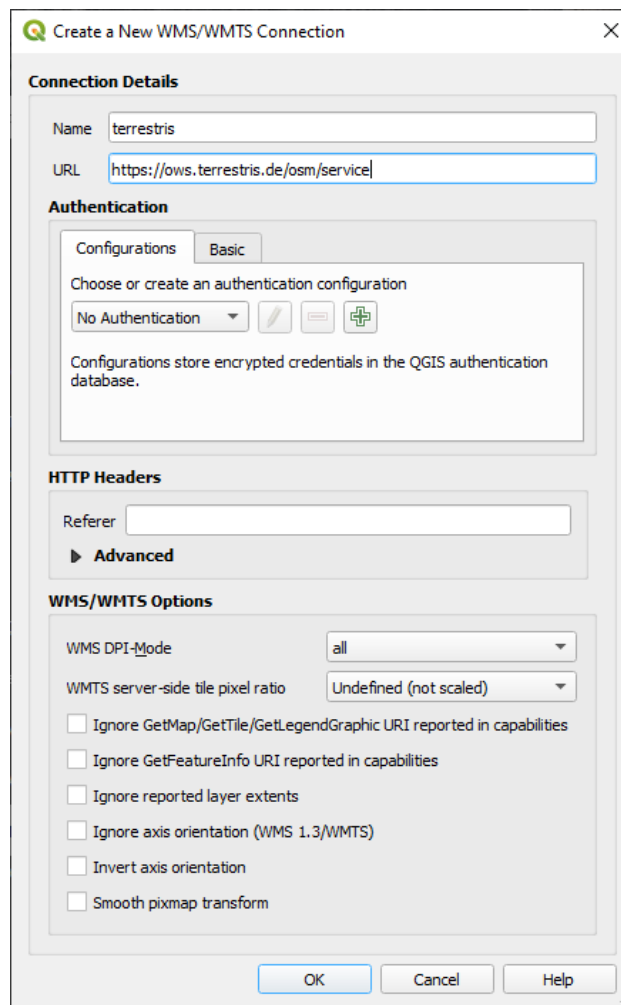 Create a New WMS/WMTS Connection
Connection Details
Name terrestris
URL https://ows.terrestris.de/osm/service
Authentication
Configurations Basic
Choose or create an authentication configuration
No Authentication
Configurations store encrypted credentials in the QGIS authentication
database.
HTTP Headers
Referer
Advanced
WMS/WMTS Options
WMS DPI-Mode all
WMTS server-side tile pixel ratio Undefined (not scaled)
Ignore GetMap/GetTile/GetLegendGraphic URI reported in capabilities
Ignore GetFeatureInfo URI reported in capabilities
Ignore reported layer extents
Ignore axis orientation (WMS 1.3/WMTS)
Invert axis orientation
Smooth pixmap transform
OK Cancel Help